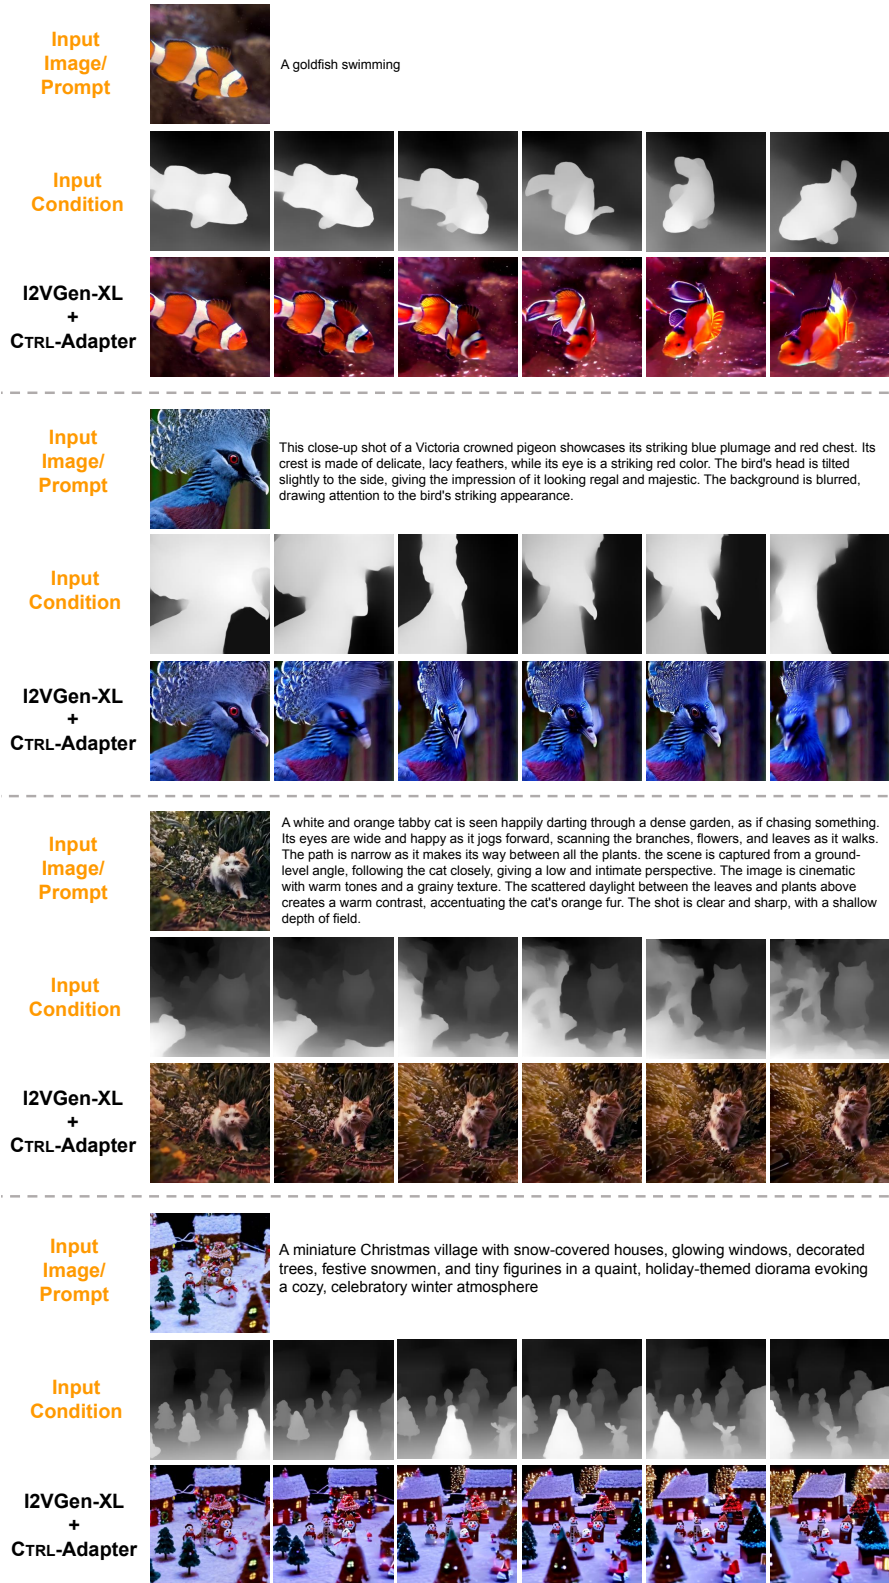 Input
Image/
Prompt
A goldfish swimming
Input
Condition
I2VGen-XL
+
CTRL-Adapter
Input
Image/
Prompt
This close-up shot of a Victoria crowned pigeon showcases its striking blue plumage and red chest. Its
crest is made of delicate, lacy feathers, while its eye is a striking red color. The bird's head is tilted
slightly to the side, giving the impression of it looking regal and majestic. The background is blurred,
drawing attention to the bird's striking appearance.
Input
Condition
I2VGen-XL
+
CTRL-Adapter
Input
Image/
Prompt
A white and orange tabby cat is seen happily darting through a dense garden, as if chasing something.
Its eyes are wide and happy as it jogs forward, scanning the branches, flowers, and leaves as it walks.
The path is narrow as it makes its way between all the plants. the scene is captured from a ground-
level angle, following the cat closely, giving a low and intimate perspective. The image is cinematic
with warm tones and a grainy texture. The scattered daylight between the leaves and plants above
creates a warm contrast, accentuating the cat's orange fur. The shot is clear and sharp, with a shallow
depth of field.
Input
Condition
I2VGen-XL
+
CTRL-Adapter
Input
Image/
Prompt
A miniature Christmas village with snow-covered houses, glowing windows, decorated
trees, festive snowmen, and tiny figurines in a quaint, holiday-themed diorama evoking
a cozy, celebratory winter atmosphere
Input
Condition
I2VGen-XL
+
CTRL-Adapter